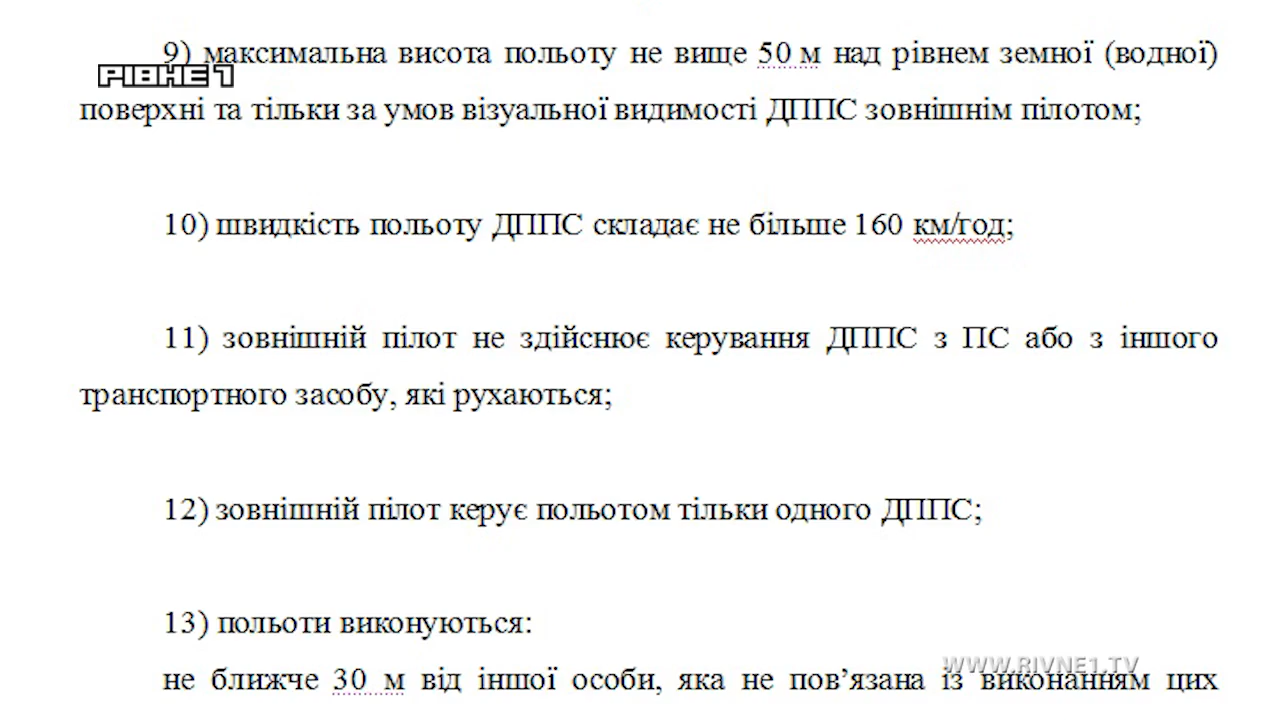 9) максимальна висота польоту не вище 50 м над рівнем земної (водної)
РІВНЕ 1
поверхні та тільки за умов візуальної видимості ДППС зовнішнім пілотом;
10) швидкість польоту ДППС складає не більше 160 км/год;
11) зовнішній пілот не здійснює керування ДППС з ПС або з іншого
транспортного засобу, які рухаються;
12) зовнішній пілот керує польотом тільки одного ДППС;
13) польоти виконуються:
WWW.RIVNE1.TV
не ближче 30 м від іншої особи, яка не пов’язана із виконанням цих